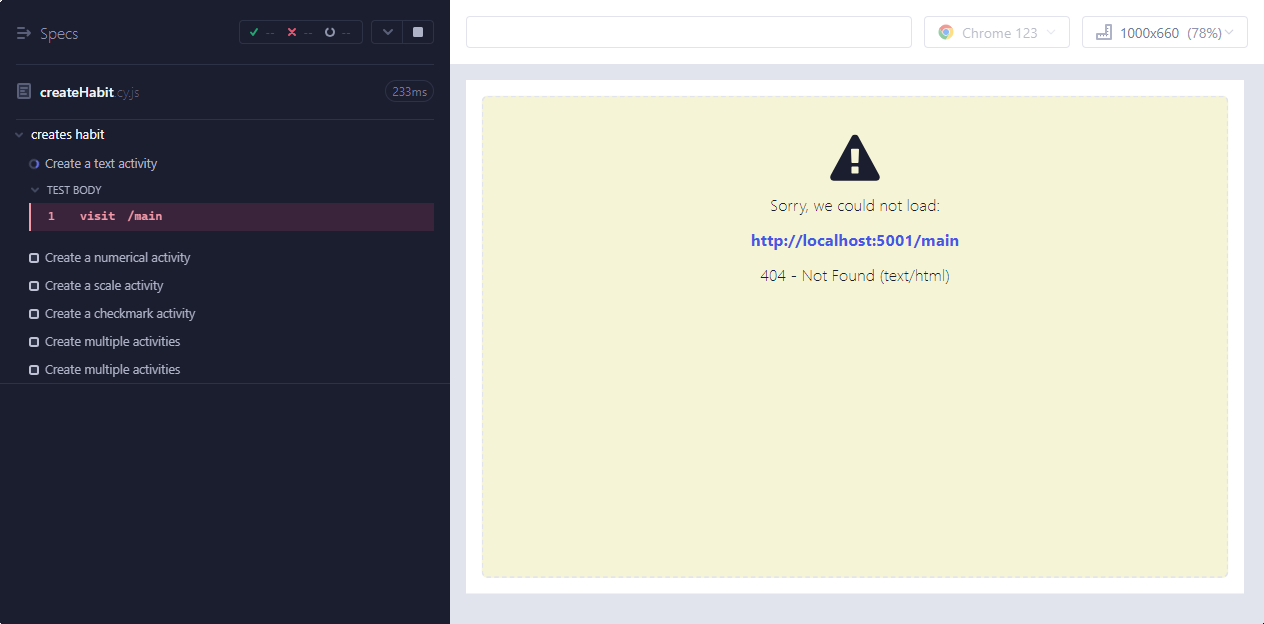 Specs
-- -- --
createHabit.cy.js
233ms
creates habit
Create a text activity
TEST BODY
1 visit /main
Create a numerical activity
Create a scale activity
Create a checkmark activity
Create multiple activities
Create multiple activities
Chrome 123
1000x660 (78%)
Sorry, we could not load:
http://localhost:5001/main
404 - Not Found (text/html)